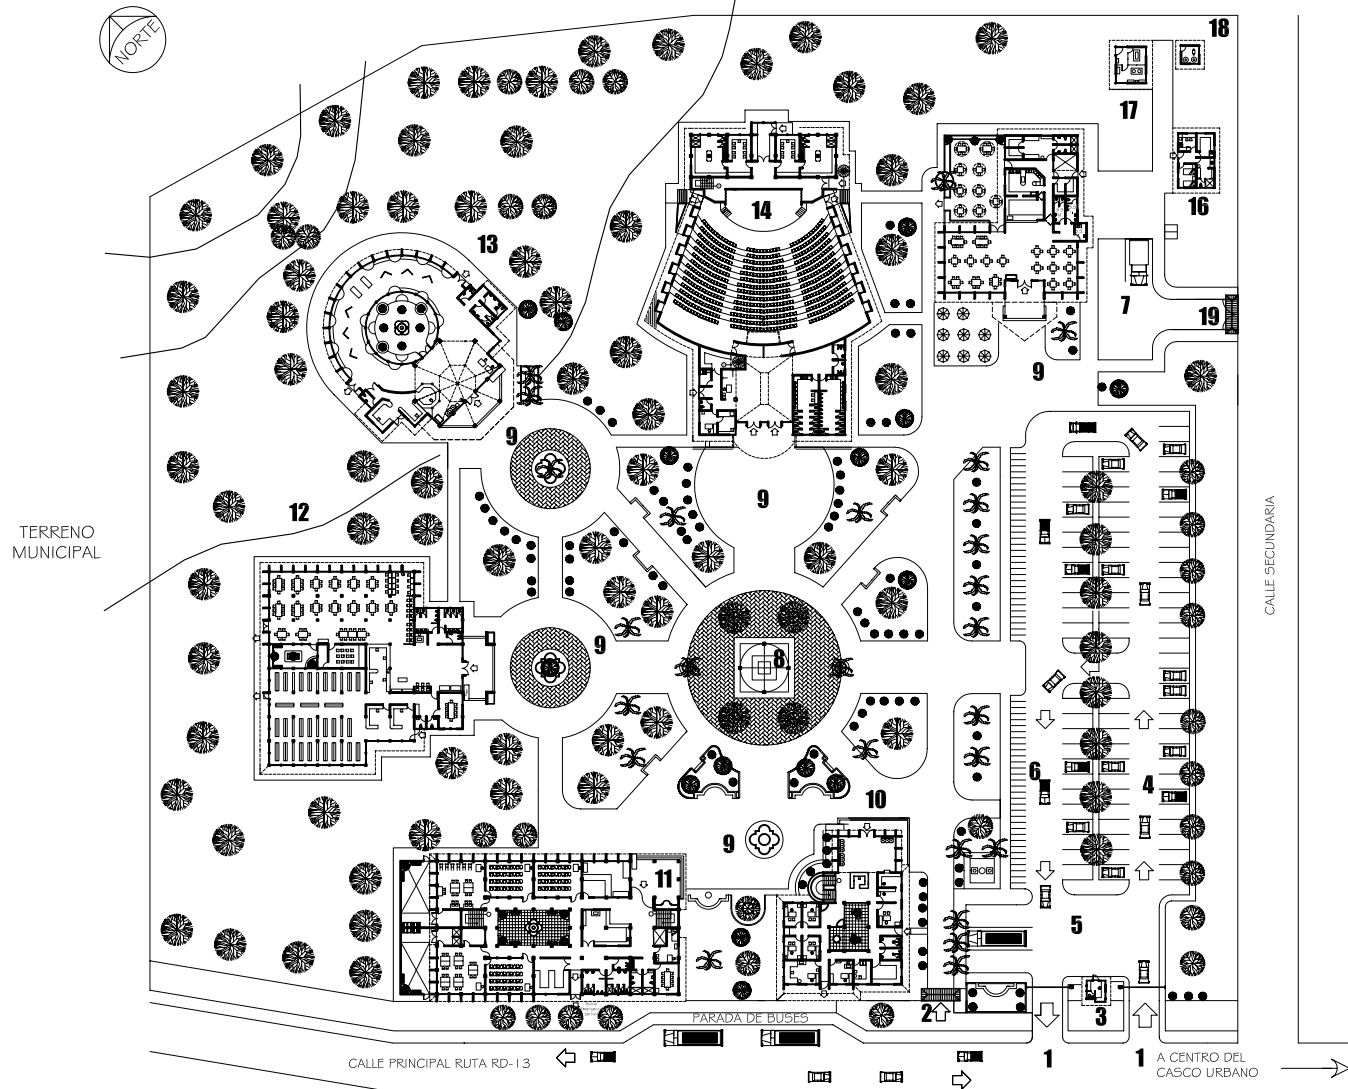 NORTE
18
17
16
14
13
7
19
9
9
9
12
TERRENO
MUNICIPAL
CALLE SECUNDARIA
9
8
6
4
10
9
11
5
2
3
PARADA DE BUSES
1
1
CALLE PRINCIPAL RUTA RD-13
A CENTRO DEL
CASCO URBANO